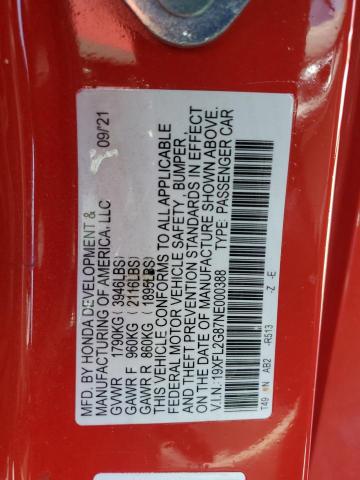 MFD. BY HONDA DEVELOPMENT &
MANUFACTURING OF AMERICA, LLC 09/21
GVWR 1790KG (3946LBS)
GAWR F 960KG (2116LBS)
GAWR R 860KG (1895LBS)
THIS VEHICLE CONFORMS TO ALL APPLICABLE
FEDERAL MOTOR VEHICLE SAFETY, BUMPER,
AND THEFT PREVENTION STANDARDS IN EFFECT
ON THE DATE OF MANUFACTURE SHOWN ABOVE.
V.I.N.: 19XFL2G87NE000388 TYPE: PASSENGER CAR
T49 N AB2 -R513 -Z -E